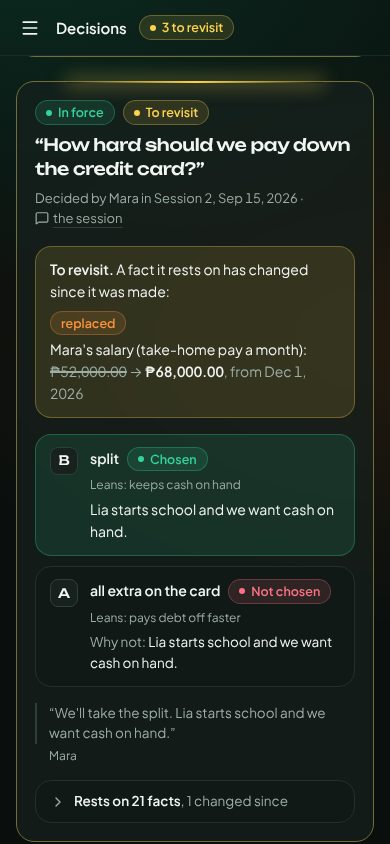 Decisions
3 to revisit
In force
To revisit
“How hard should we pay down
the credit card?”
Decided by Mara in Session 2, Sep 15, 2026 ·
the session
To revisit. A fact it rests on has changed
since it was made:
replaced
Mara's salary (take-home pay a month):
₱52,000.00 → ₱68,000.00, from Dec 1,
2026
B
split
Chosen
Leans: keeps cash on hand
Lia starts school and we want cash on
hand.
A
all extra on the card
Not chosen
Leans: pays debt off faster
Why not: Lia starts school and we want
cash on hand.
“We'll take the split. Lia starts school and we
want cash on hand.”
Mara
Rests on 21 facts, 1 changed since